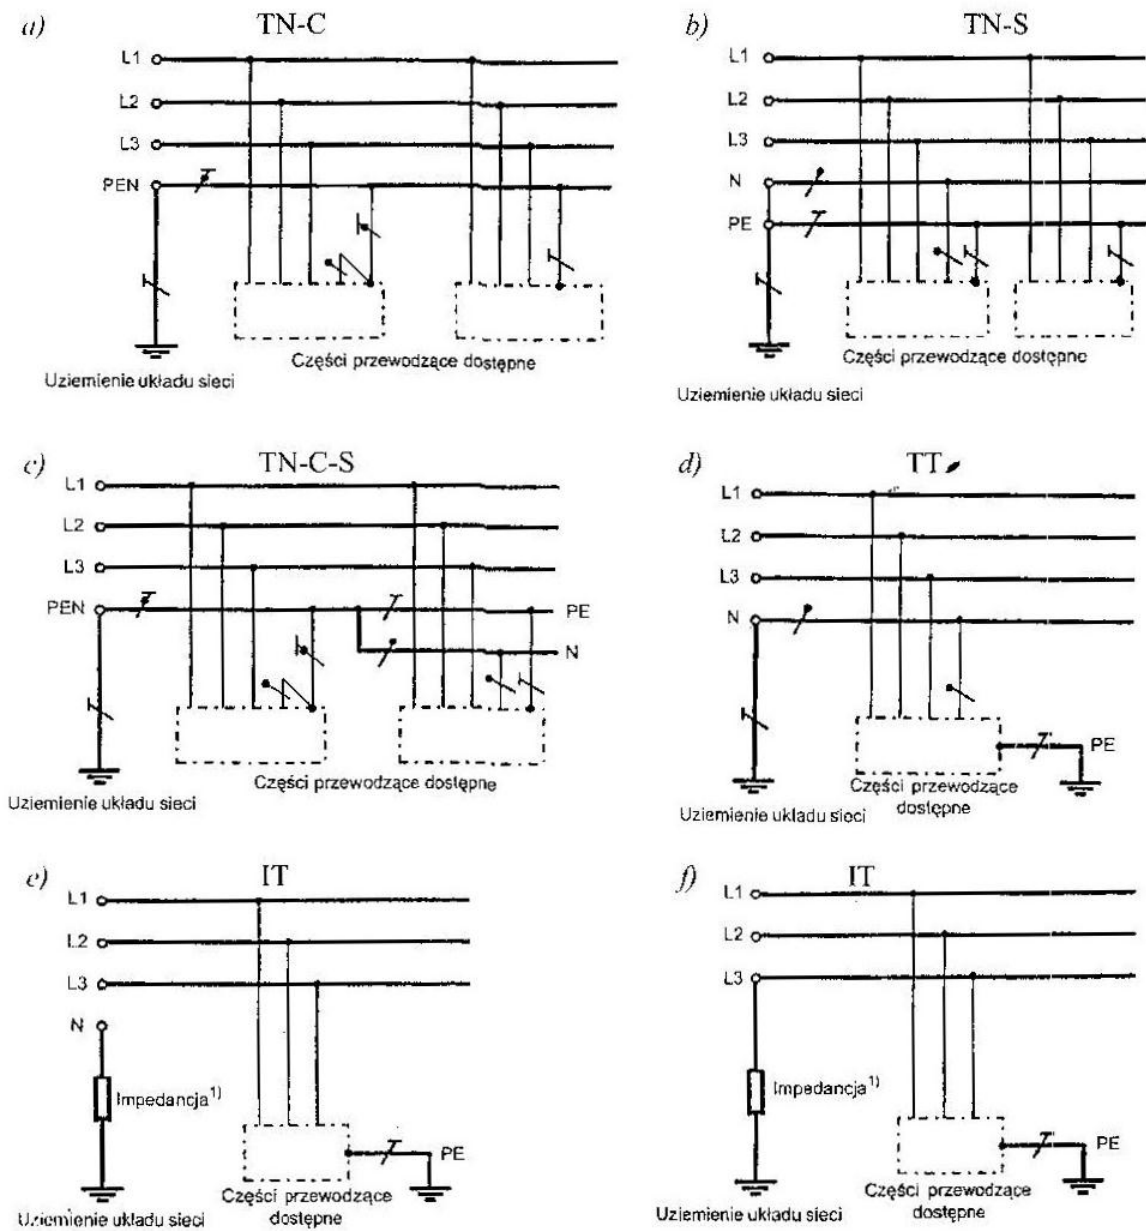 a) TN-C
L1
L2
L3
PEN
Części przewodzące dostępne
Uziemienie układu sieci
b) TN-S
L1
L2
L3
N
PE
Części przewodzące dostępne
Uziemienie układu sieci
c) TN-C-S
L1
L2
L3
PEN
PE
N
Części przewodzące dostępne
Uziemienie układu sieci
d) TT
L1
L2
L3
N
PE
Części przewodzące
dostępne
Uziemienie układu sieci
e) IT
L1
L2
L3
N
Impedancja1)
PE
Części przewodzące
dostępne
Uziemienie układu sieci
f) IT
L1
L2
L3
Impedancja1)
PE
Części przewodzące
dostępne
Uziemienie układu sieci